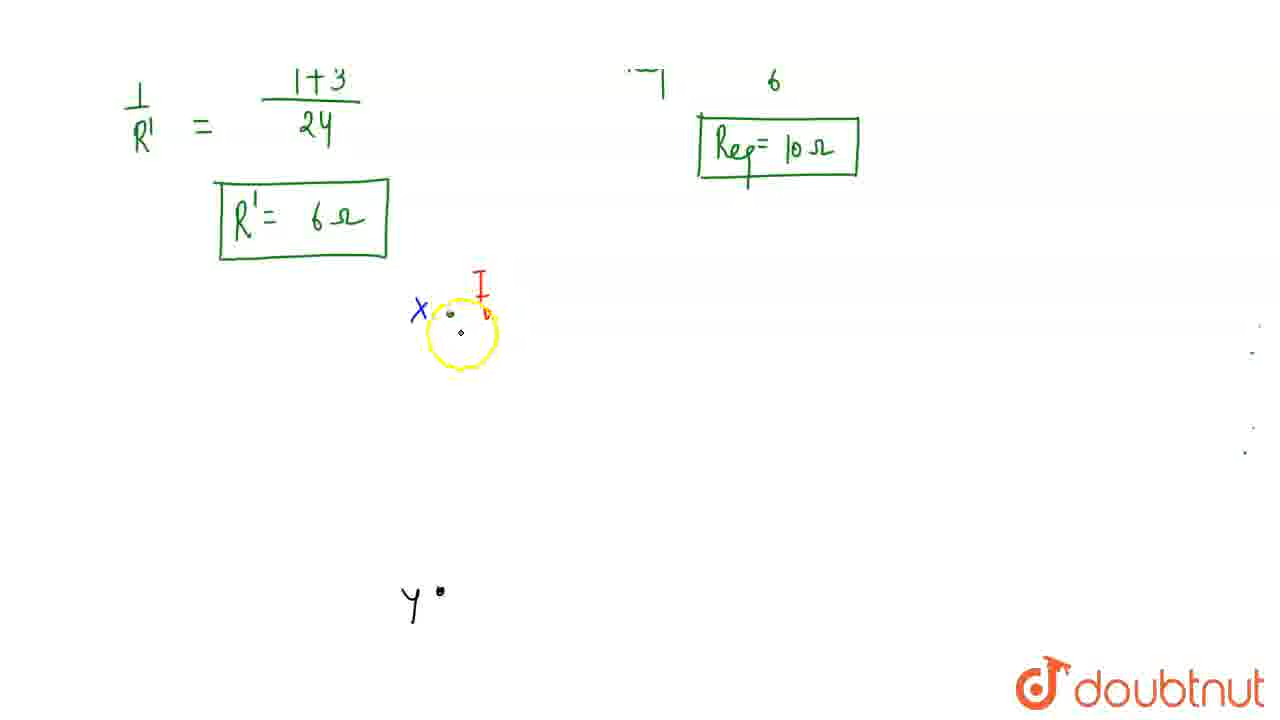 1/R' = (1+3)/24
R' = 6 Ω
6
Req = 10 Ω
I
X
Y
doubtnut